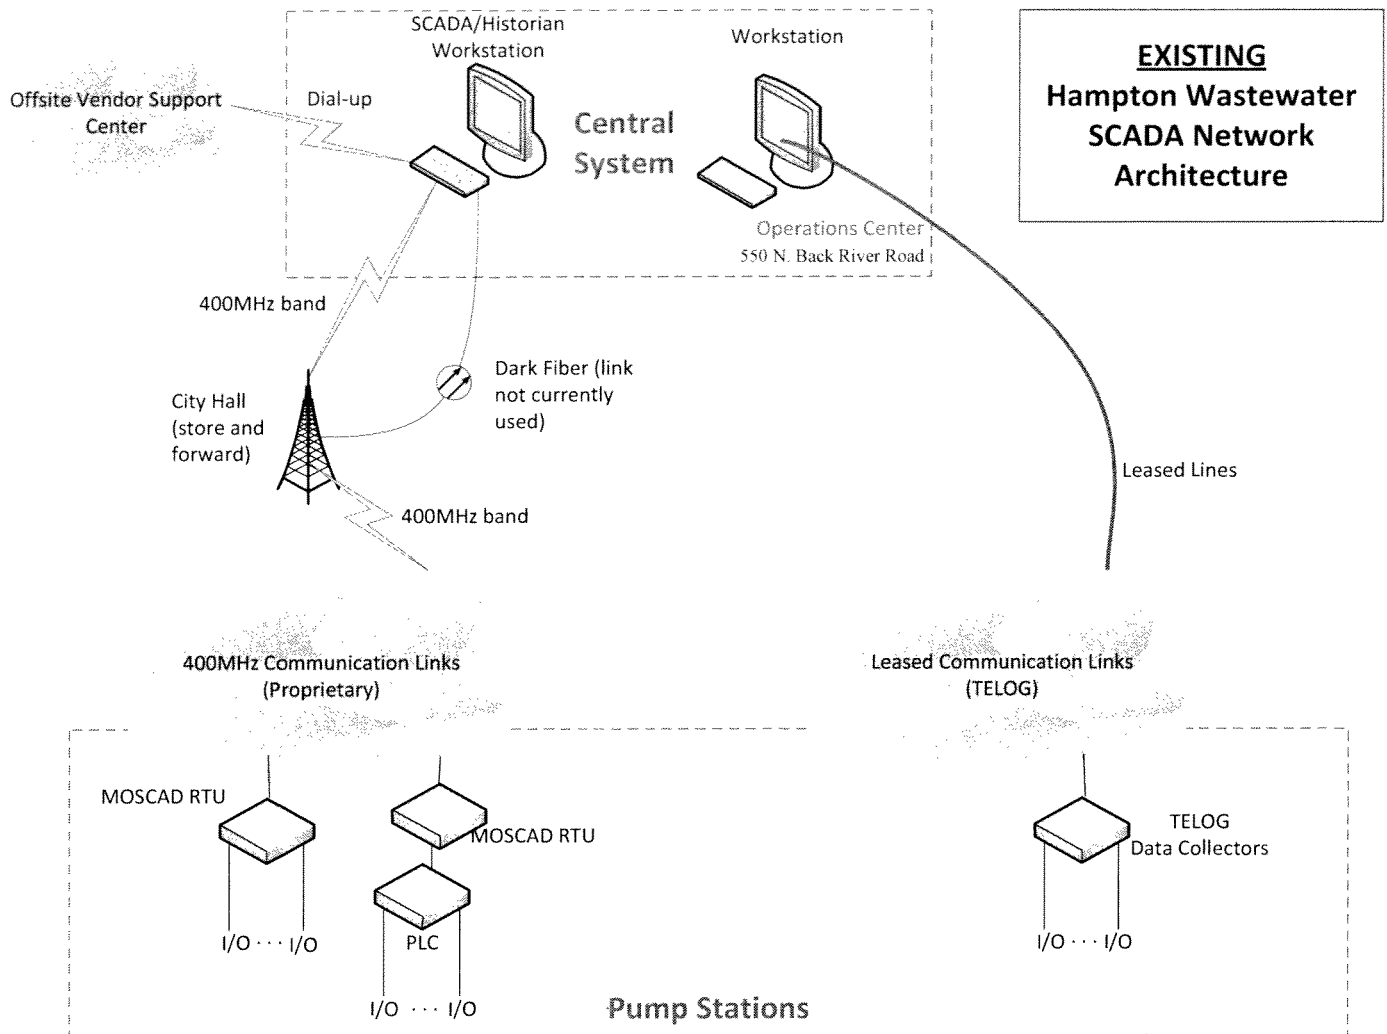 SCADA/Historian
Workstation
Workstation
EXISTING
Hampton Wastewater
SCADA Network
Architecture
Offsite Vendor Support
Center
Dial-up
Central
System
Operations Center
550 N. Back River Road
400MHz band
Dark Fiber (link
not currently
used)
City Hall
(store and
forward)
Leased Lines
400MHz band
400MHz Communication Links
(Proprietary)
Leased Communication Links
(TELOG)
MOSCAD RTU
MOSCAD RTU
TELOG
Data Collectors
I/O ... I/O
PLC
I/O ... I/O
I/O ... I/O
Pump Stations